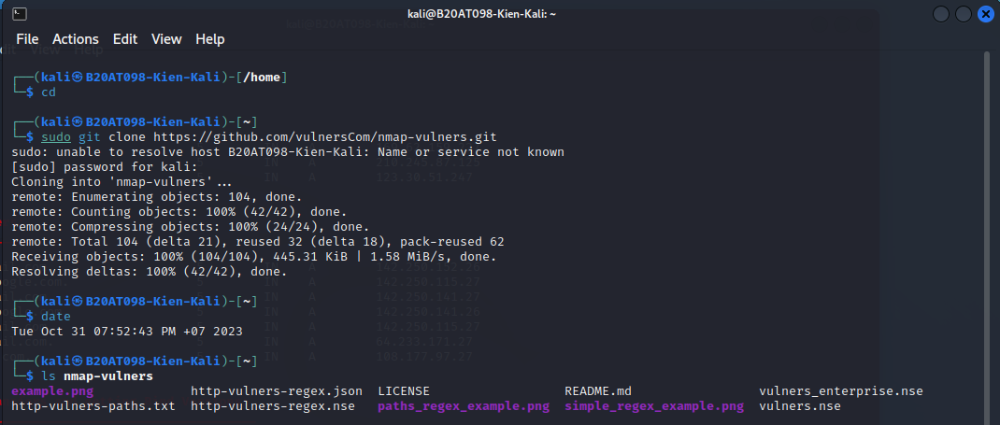 kali@B20AT098-Kien-Kali: ~
File Actions Edit View Help
┌──(kali㉿B20AT098-Kien-Kali)-[/home]
└─$ cd
┌──(kali㉿B20AT098-Kien-Kali)-[~]
└─$ sudo git clone https://github.com/vulnersCom/nmap-vulners.git
sudo: unable to resolve host B20AT098-Kien-Kali: Name or service not known
[sudo] password for kali:
Cloning into 'nmap-vulners'...
remote: Enumerating objects: 104, done.
remote: Counting objects: 100% (42/42), done.
remote: Compressing objects: 100% (24/24), done.
remote: Total 104 (delta 21), reused 32 (delta 18), pack-reused 62
Receiving objects: 100% (104/104), 445.31 KiB | 1.58 MiB/s, done.
Resolving deltas: 100% (42/42), done.
┌──(kali㉿B20AT098-Kien-Kali)-[~]
└─$ date
Tue Oct 31 07:52:43 PM +07 2023
┌──(kali㉿B20AT098-Kien-Kali)-[~]
└─$ ls nmap-vulners
example.png http-vulners-regex.json LICENSE README.md vulners_enterprise.nse
http-vulners-paths.txt http-vulners-regex.nse paths_regex_example.png simple_regex_example.png vulners.nse